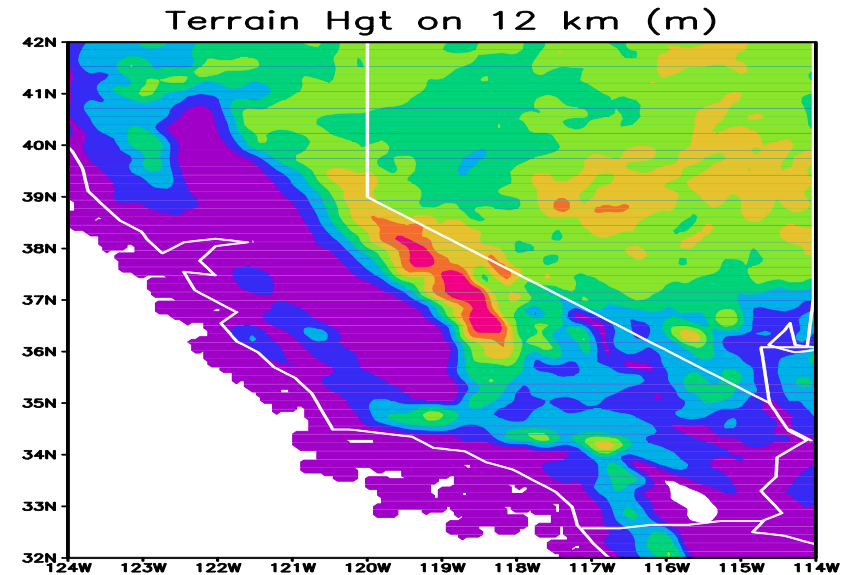 Terrain Hgt on 12 km (m)
42N
41N
40N
39N
38N
37N
36N
35N
34N
33N
32N
124W 123W 122W 121W 120W 119W 118W 117W 116W 115W 114W